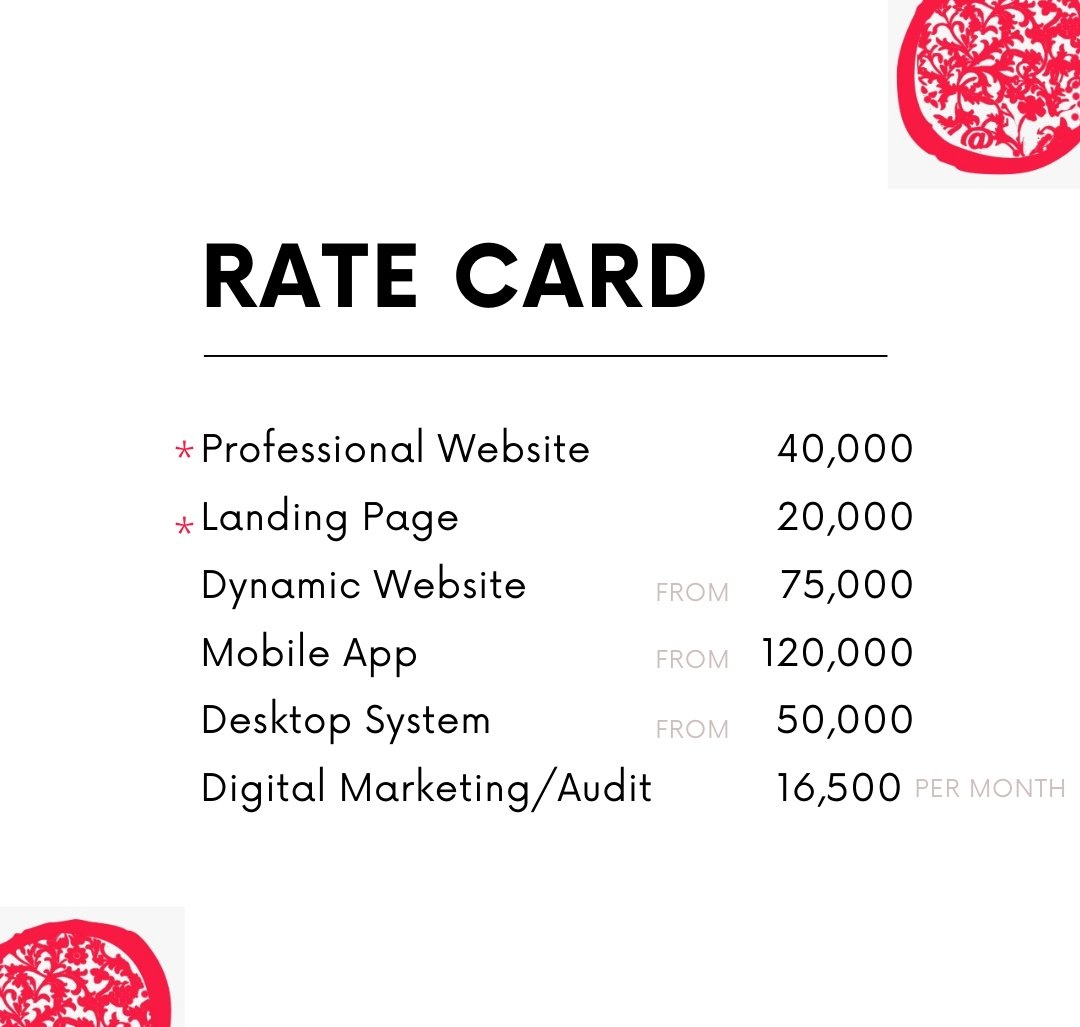 RATE CARD
* Professional Website 40,000
* Landing Page 20,000
Dynamic Website FROM 75,000
Mobile App FROM 120,000
Desktop System FROM 50,000
Digital Marketing/Audit 16,500 PER MONTH
@